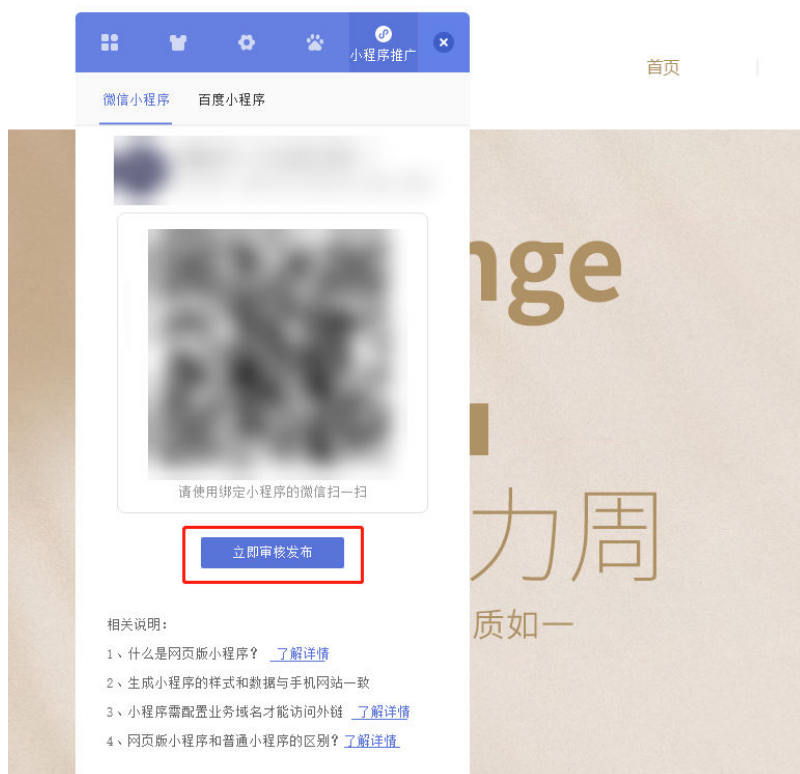 小程序推广
首页
微信小程序 百度小程序
nge
请使用绑定小程序的微信扫一扫
力周
立即审核发布
质如一
相关说明:
1、什么是网页版小程序? 了解详情
2、生成小程序的样式和数据与手机网站一致
3、小程序需配置业务域名才能访问外链 了解详情
4、网页版小程序和普通小程序的区别? 了解详情